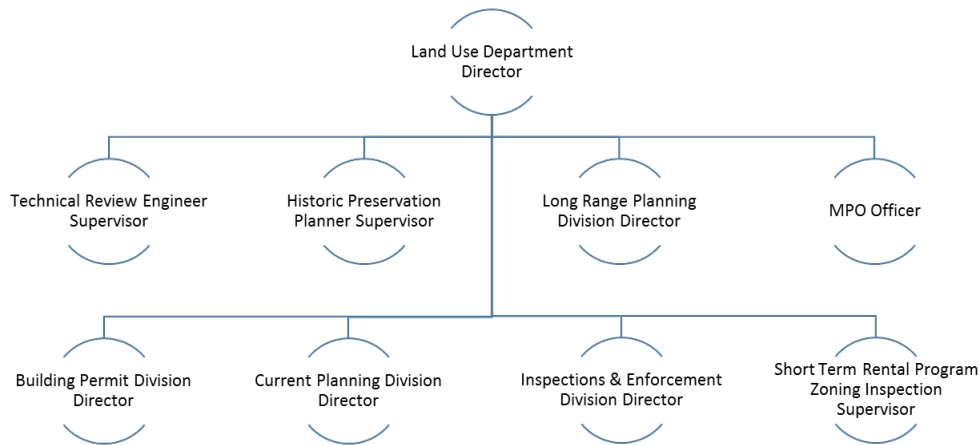 Land Use Department
Director
Technical Review Engineer
Supervisor
Historic Preservation
Planner Supervisor
Long Range Planning
Division Director
MPO Officer
Building Permit Division
Director
Current Planning Division
Director
Inspections & Enforcement
Division Director
Short Term Rental Program
Zoning Inspection
Supervisor